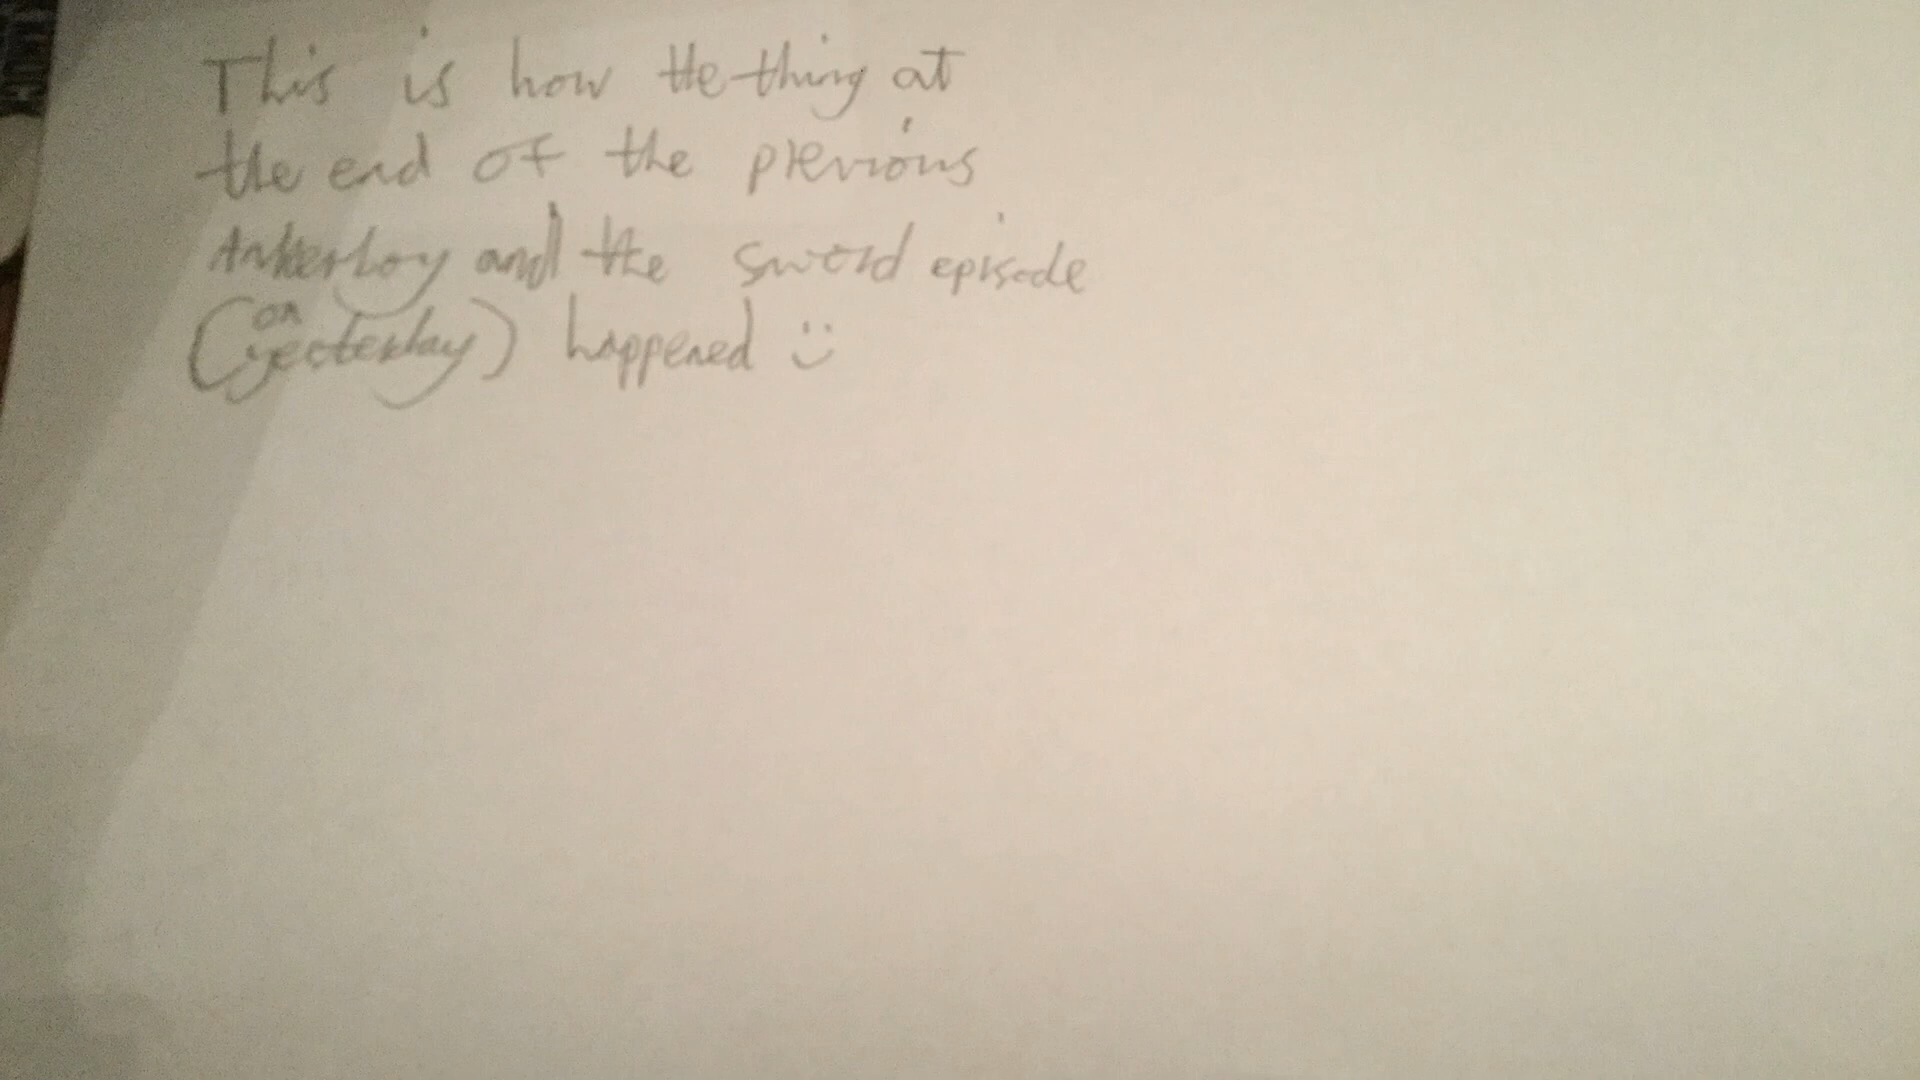 This is how the thing at
the end of the previous
and the sword episode
(on yesterday) happened :)